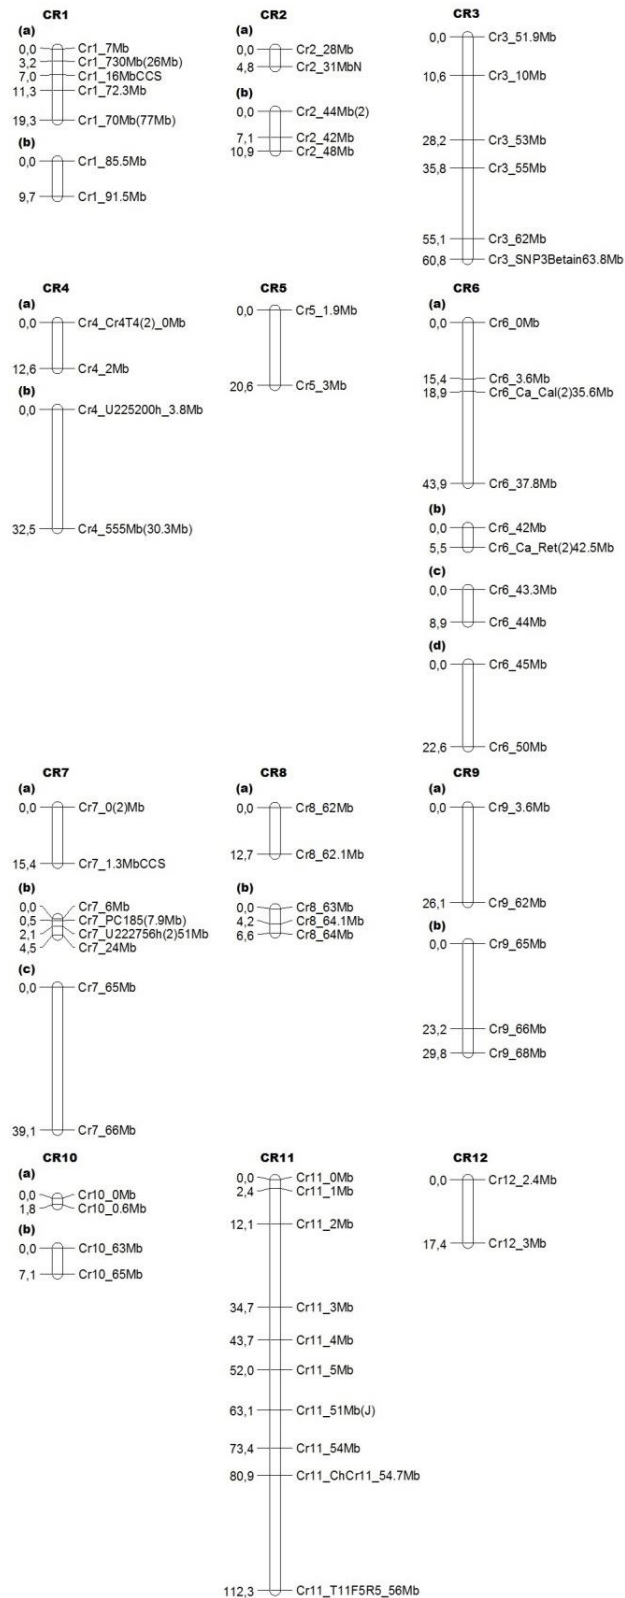 CR1
(a)
0,0 Cr1_7Mb
3,2 Cr1_730Mb(26Mb)
7,0 Cr1_16MbCCS
11,3 Cr1_72.3Mb
19,3 Cr1_70Mb(77Mb)
(b)
0,0 Cr1_85.5Mb
9,7 Cr1_91.5Mb
CR2
(a)
0,0 Cr2_28Mb
4,8 Cr2_31MbN
(b)
0,0 Cr2_44Mb(2)
7,1 Cr2_42Mb
10,9 Cr2_48Mb
CR3
0,0 Cr3_51.9Mb
10,6 Cr3_10Mb
28,2 Cr3_53Mb
35,8 Cr3_55Mb
55,1 Cr3_62Mb
60,8 Cr3_SNP3Betain63.8Mb
CR4
(a)
0,0 Cr4_Cr4T4(2)_0Mb
12,6 Cr4_2Mb
(b)
0,0 Cr4_U225200h_3.8Mb
32,5 Cr4_555Mb(30.3Mb)
CR5
0,0 Cr5_1.9Mb
20,6 Cr5_3Mb
CR6
(a)
0,0 Cr6_0Mb
15,4 Cr6_3.6Mb
18,9 Cr6_Ca_Cal(2)35.6Mb
43,9 Cr6_37.8Mb
(b)
0,0 Cr6_42Mb
5,5 Cr6_Ca_Ret(2)42.5Mb
(c)
0,0 Cr6_43.3Mb
8,9 Cr6_44Mb
(d)
0,0 Cr6_45Mb
22,6 Cr6_50Mb
CR7
(a)
0,0 Cr7_0(2)Mb
15,4 Cr7_1.3MbCCS
(b)
0,0 Cr7_6Mb
0,5 Cr7_PC185(7.9Mb)
2,1 Cr7_U222756h(2)51Mb
4,5 Cr7_24Mb
(c)
0,0 Cr7_65Mb
39,1 Cr7_66Mb
CR8
(a)
0,0 Cr8_62Mb
12,7 Cr8_62.1Mb
(b)
0,0 Cr8_63Mb
4,2 Cr8_64.1Mb
6,6 Cr8_64Mb
CR9
(a)
0,0 Cr9_3.6Mb
26,1 Cr9_62Mb
(b)
0,0 Cr9_65Mb
23,2 Cr9_66Mb
29,8 Cr9_68Mb
CR10
(a)
0,0 Cr10_0Mb
1,8 Cr10_0.6Mb
(b)
0,0 Cr10_63Mb
7,1 Cr10_65Mb
CR11
0,0 Cr11_0Mb
2,4 Cr11_1Mb
12,1 Cr11_2Mb
34,7 Cr11_3Mb
43,7 Cr11_4Mb
52,0 Cr11_5Mb
63,1 Cr11_51Mb(J)
73,4 Cr11_54Mb
80,9 Cr11_ChCr11_54.7Mb
112,3 Cr11_T11F5R5_56Mb
CR12
0,0 Cr12_2.4Mb
17,4 Cr12_3Mb